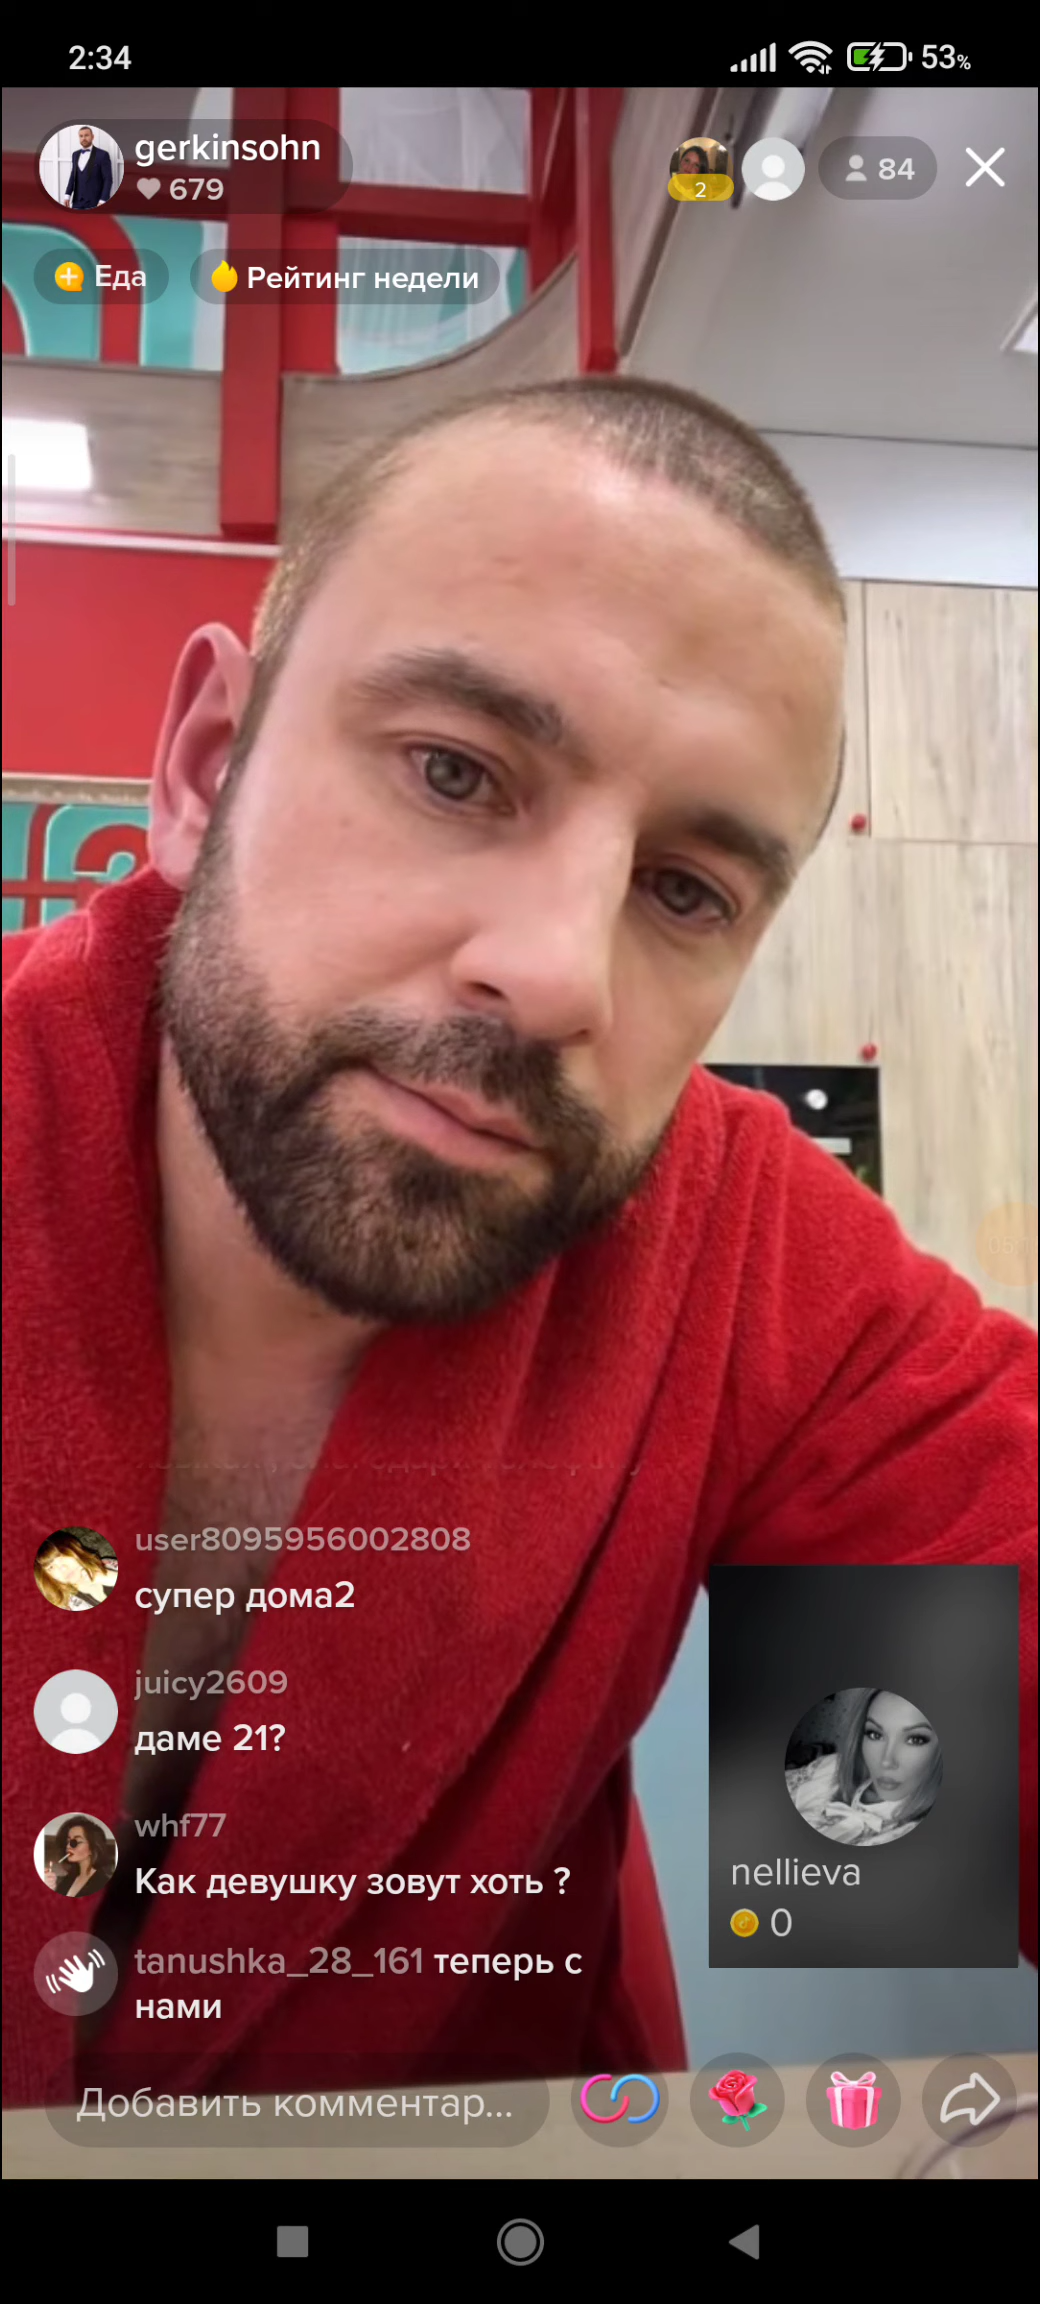 2:34
53%
gerkinsohn
679
2
84
Еда
Рейтинг недели
user8095956002808
супер дома2
juicy2609
даме 21?
whf77
Как девушку зовут хоть ?
tanushka_28_161 теперь с
нами
nellieva
0
Добавить комментар...